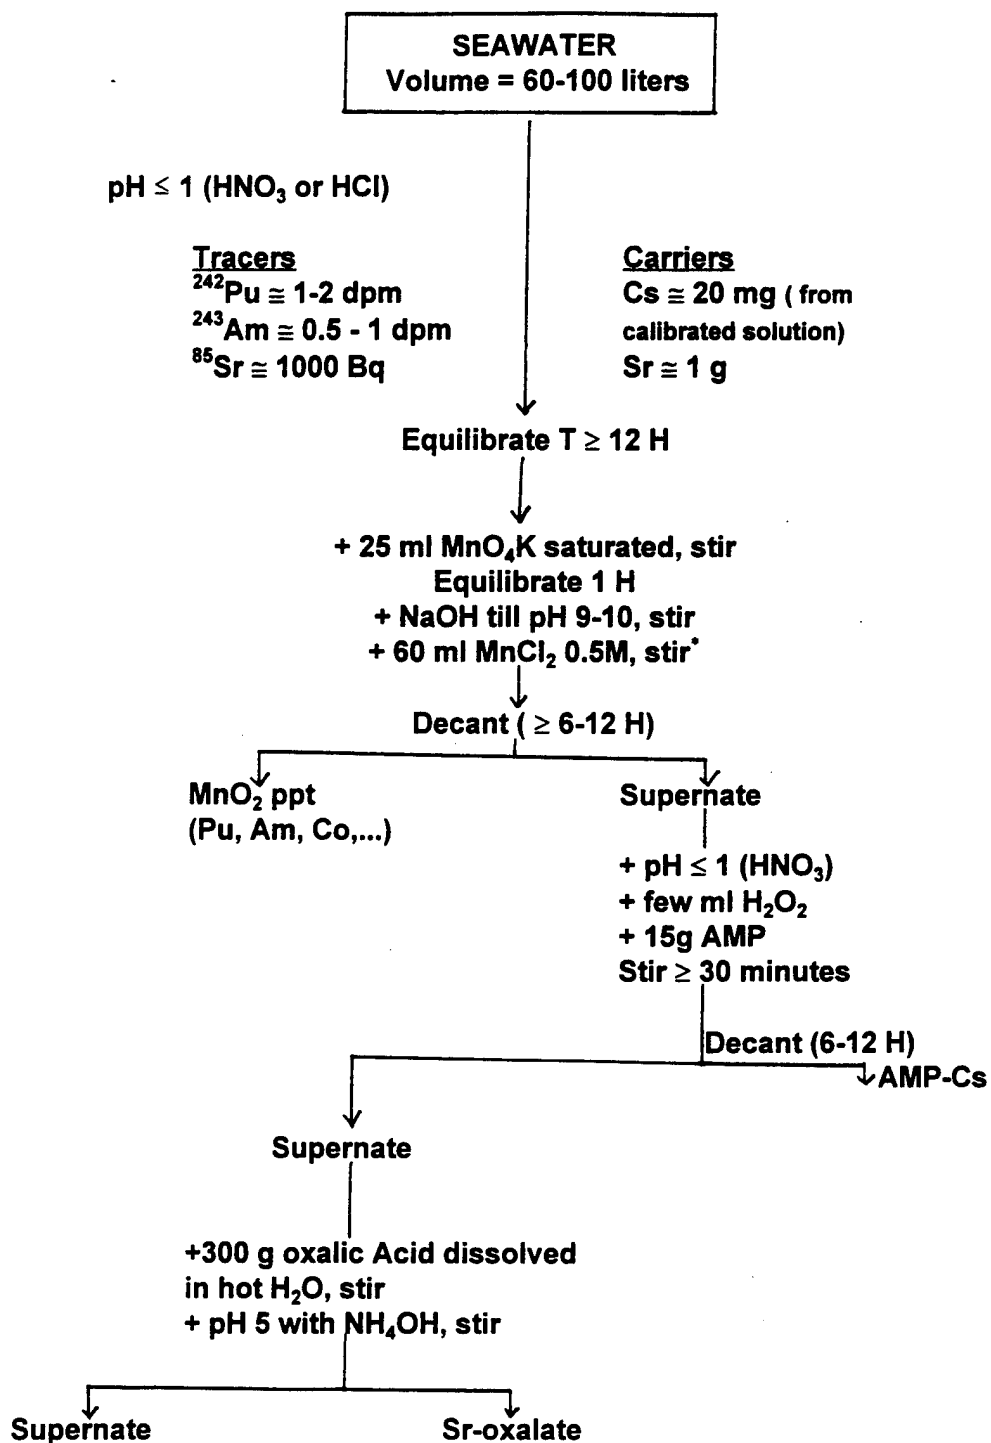 SEAWATER
Volume = 60-100 liters
pH ≤ 1 (HNO₃ or HCl)
Tracers
²⁴²Pu ≅ 1-2 dpm
²⁴³Am ≅ 0.5 - 1 dpm
⁸⁵Sr ≅ 1000 Bq
Carriers
Cs ≅ 20 mg ( from
calibrated solution)
Sr ≅ 1 g
Equilibrate T ≥ 12 H
+ 25 ml MnO₄K saturated, stir
Equilibrate 1 H
+ NaOH till pH 9-10, stir
+ 60 ml MnCl₂ 0.5M, stir*
Decant ( ≥ 6-12 H)
MnO₂ ppt
(Pu, Am, Co,...)
Supernate
+ pH ≤ 1 (HNO₃)
+ few ml H₂O₂
+ 15g AMP
Stir ≥ 30 minutes
Decant (6-12 H)
AMP-Cs
Supernate
+300 g oxalic Acid dissolved
in hot H₂O, stir
+ pH 5 with NH₄OH, stir
Supernate
Sr-oxalate